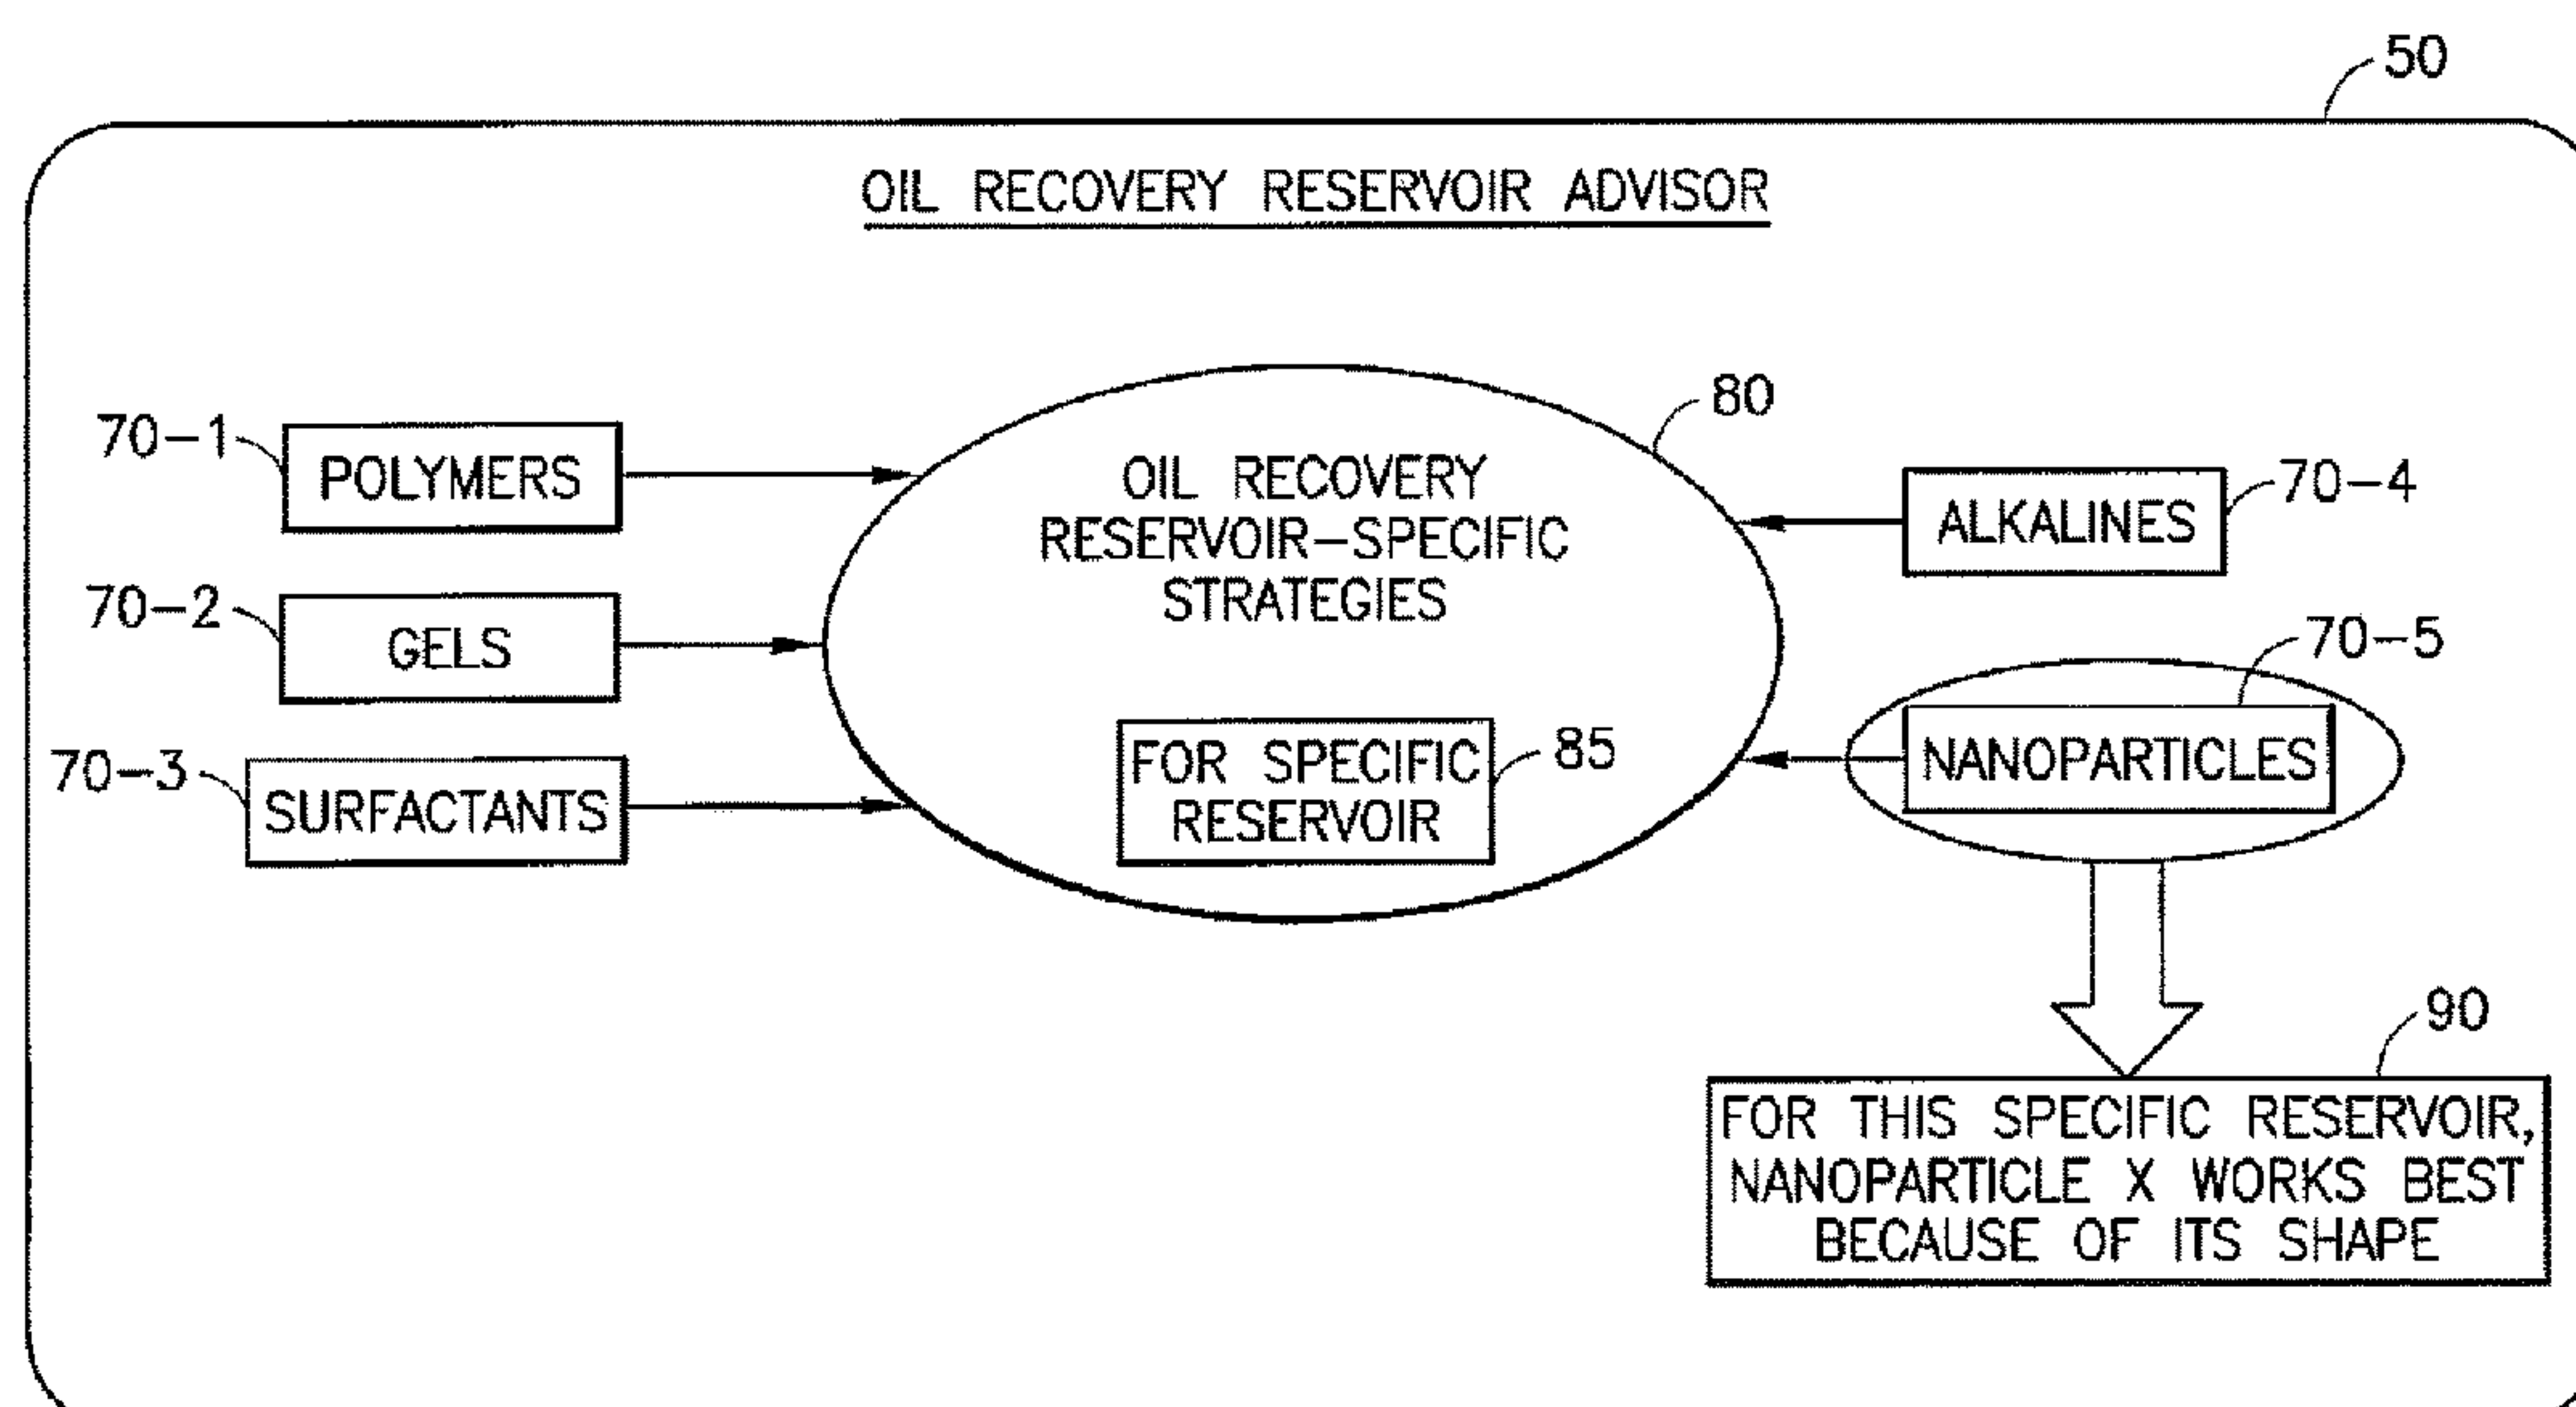 50
OIL RECOVERY RESERVOIR ADVISOR
70-1
POLYMERS
70-2
GELS
70-3
SURFACTANTS
80
OIL RECOVERY
RESERVOIR-SPECIFIC
STRATEGIES
FOR SPECIFIC
RESERVOIR
85
ALKALINES
70-4
70-5
NANOPARTICLES
90
FOR THIS SPECIFIC RESERVOIR,
NANOPARTICLE X WORKS BEST
BECAUSE OF ITS SHAPE